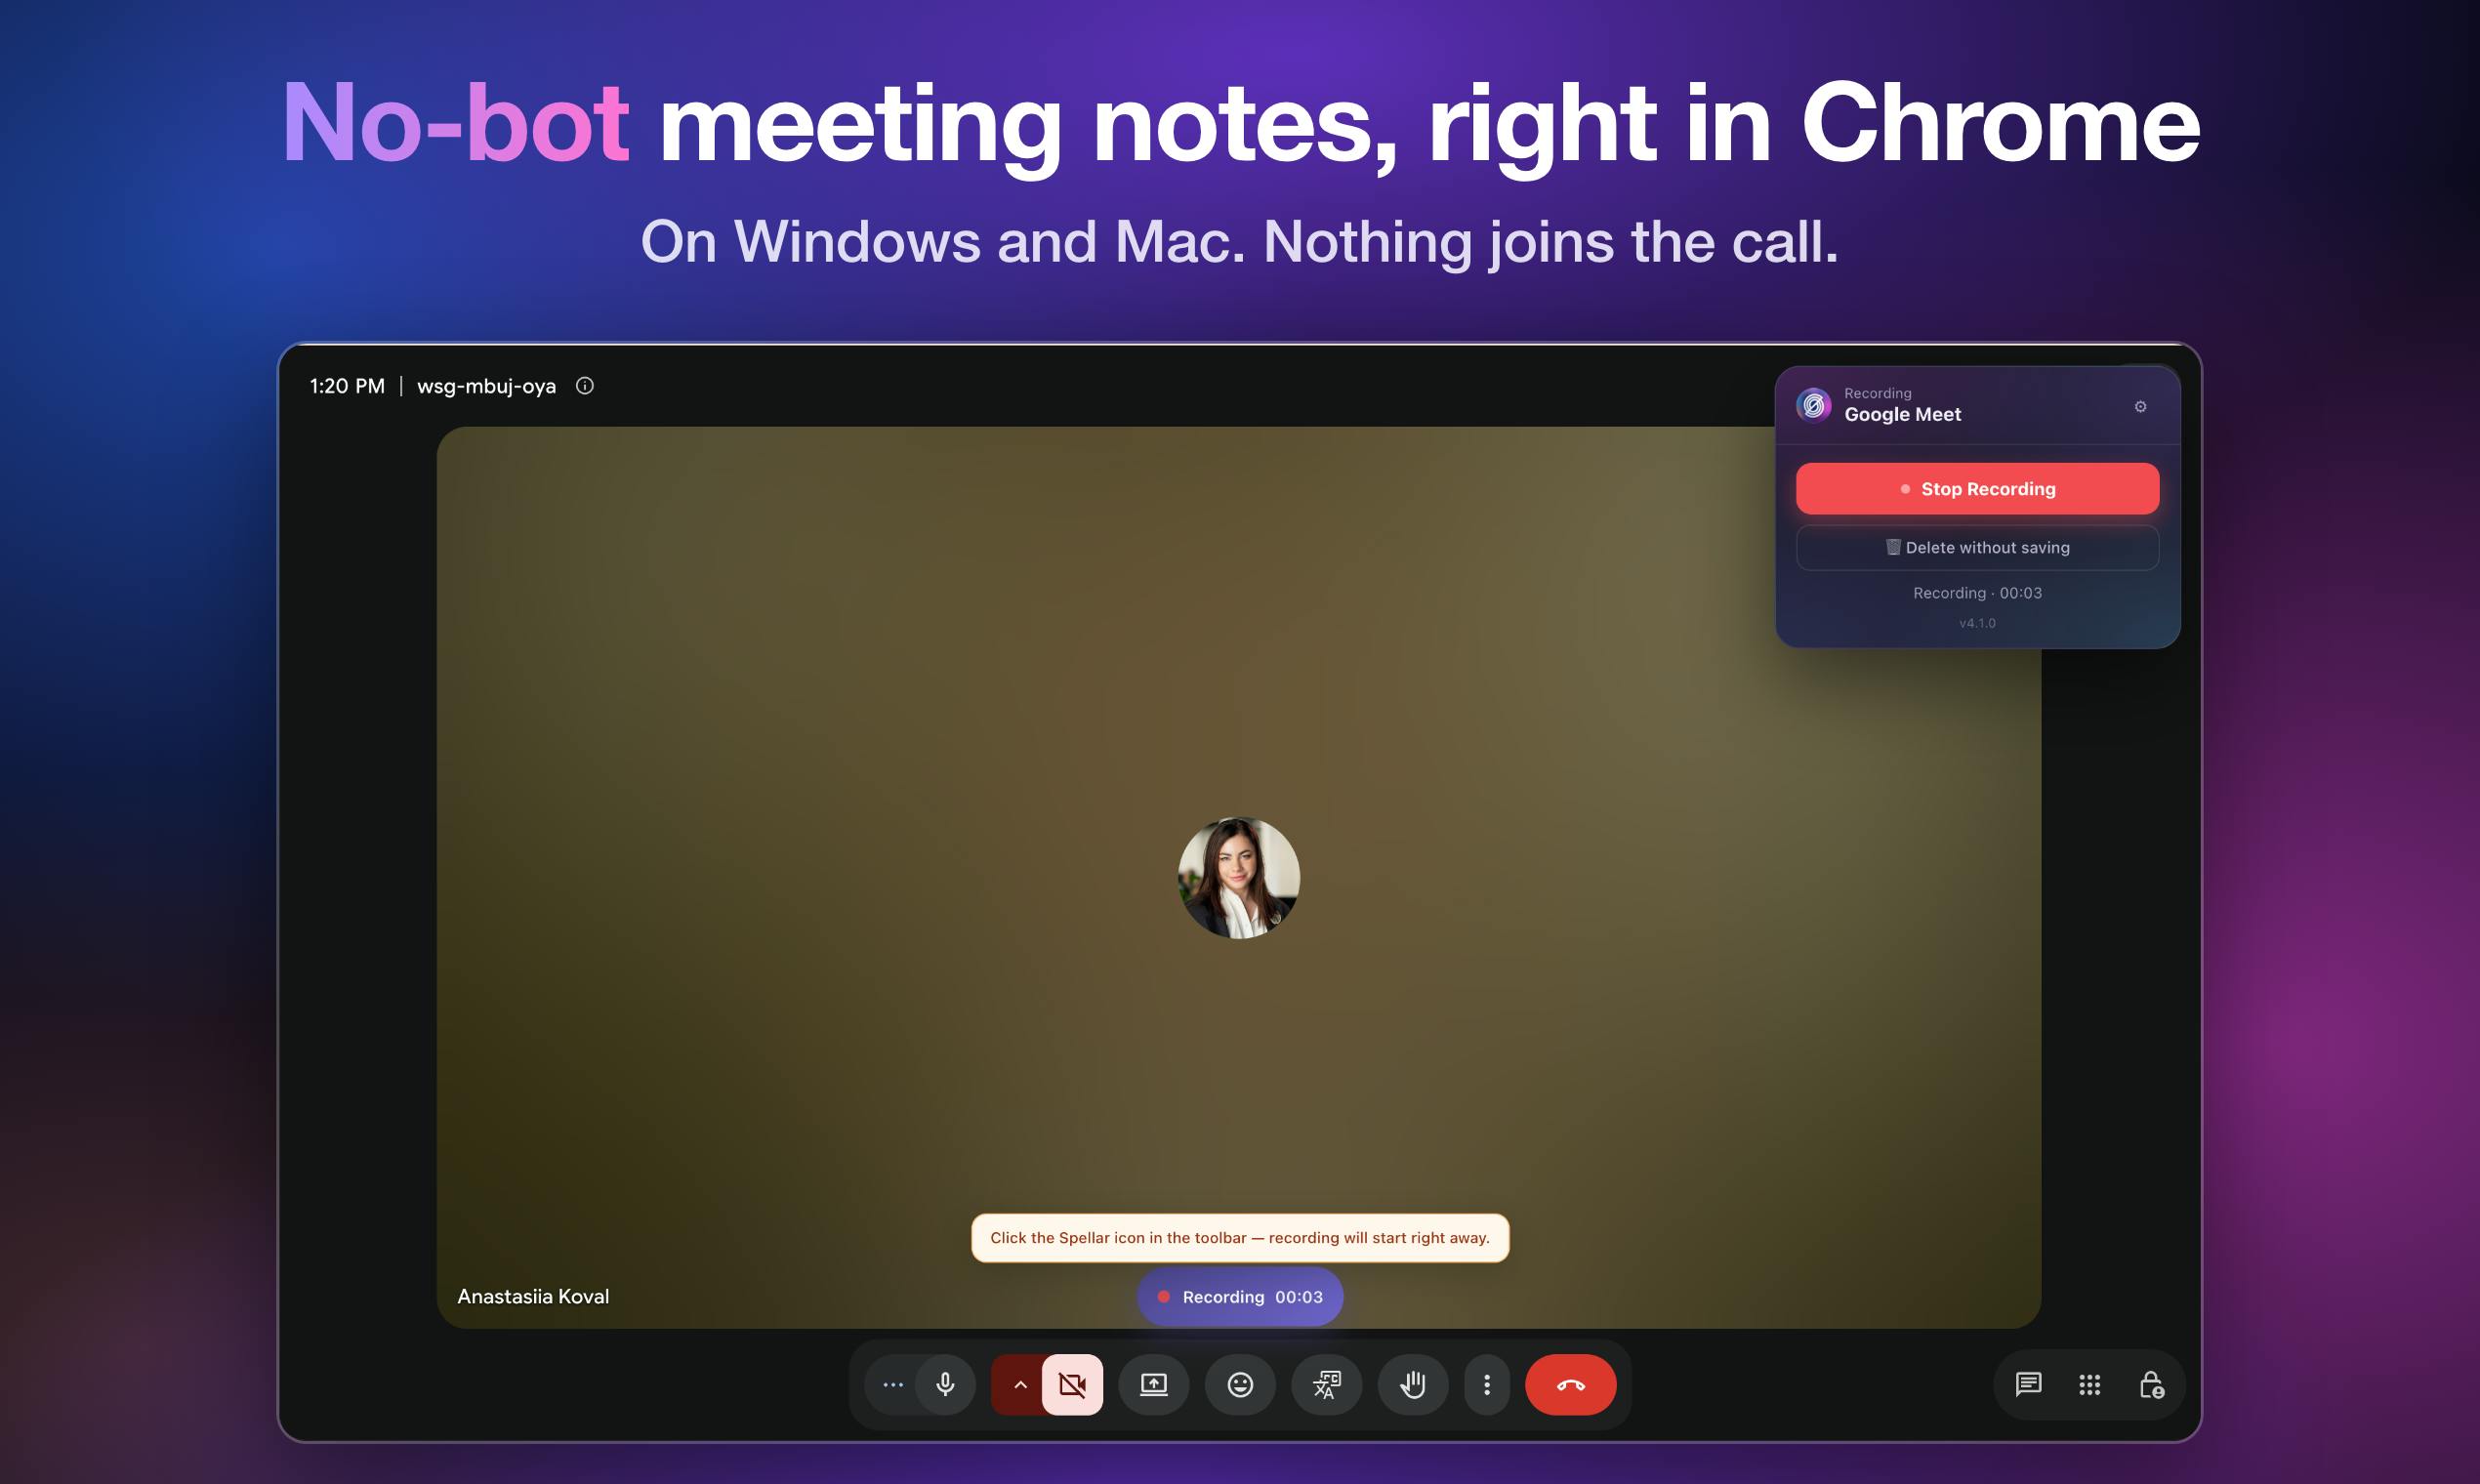 No-bot meeting notes, right in Chrome
On Windows and Mac. Nothing joins the call.
1:20 PM | wsg-mbuj-oya
Recording
Google Meet
Stop Recording
Delete without saving
Recording · 00:03
v4.1.0
Click the Spellar icon in the toolbar — recording will start right away.
Anastasiia Koval
Recording 00:03